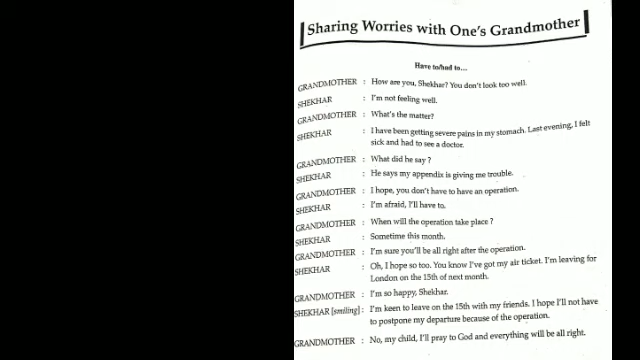 Sharing Worries with One's Grandmother
Have to/had to...
GRANDMOTHER : How are you, Shekhar? You don't look too well.
SHEKHAR : I'm not feeling well.
GRANDMOTHER : What's the matter?
SHEKHAR : I have been getting severe pains in my stomach. Last evening, I felt
sick and had to see a doctor.
GRANDMOTHER : What did he say ?
SHEKHAR : He says my appendix is giving me trouble.
GRANDMOTHER : I hope, you don't have to have an operation.
SHEKHAR : I'm afraid, I'll have to.
GRANDMOTHER : When will the operation take place ?
SHEKHAR : Sometime this month.
GRANDMOTHER : I'm sure you'll be all right after the operation.
SHEKHAR : Oh, I hope so too. You know I've got my air ticket. I'm leaving for
London on the 15th of next month.
GRANDMOTHER : I'm so happy, Shekhar.
SHEKHAR [smiling] : I'm keen to leave on the 15th with my friends. I hope I'll not have
to postpone my departure because of the operation.
GRANDMOTHER : No, my child, I'll pray to God and everything will be all right.